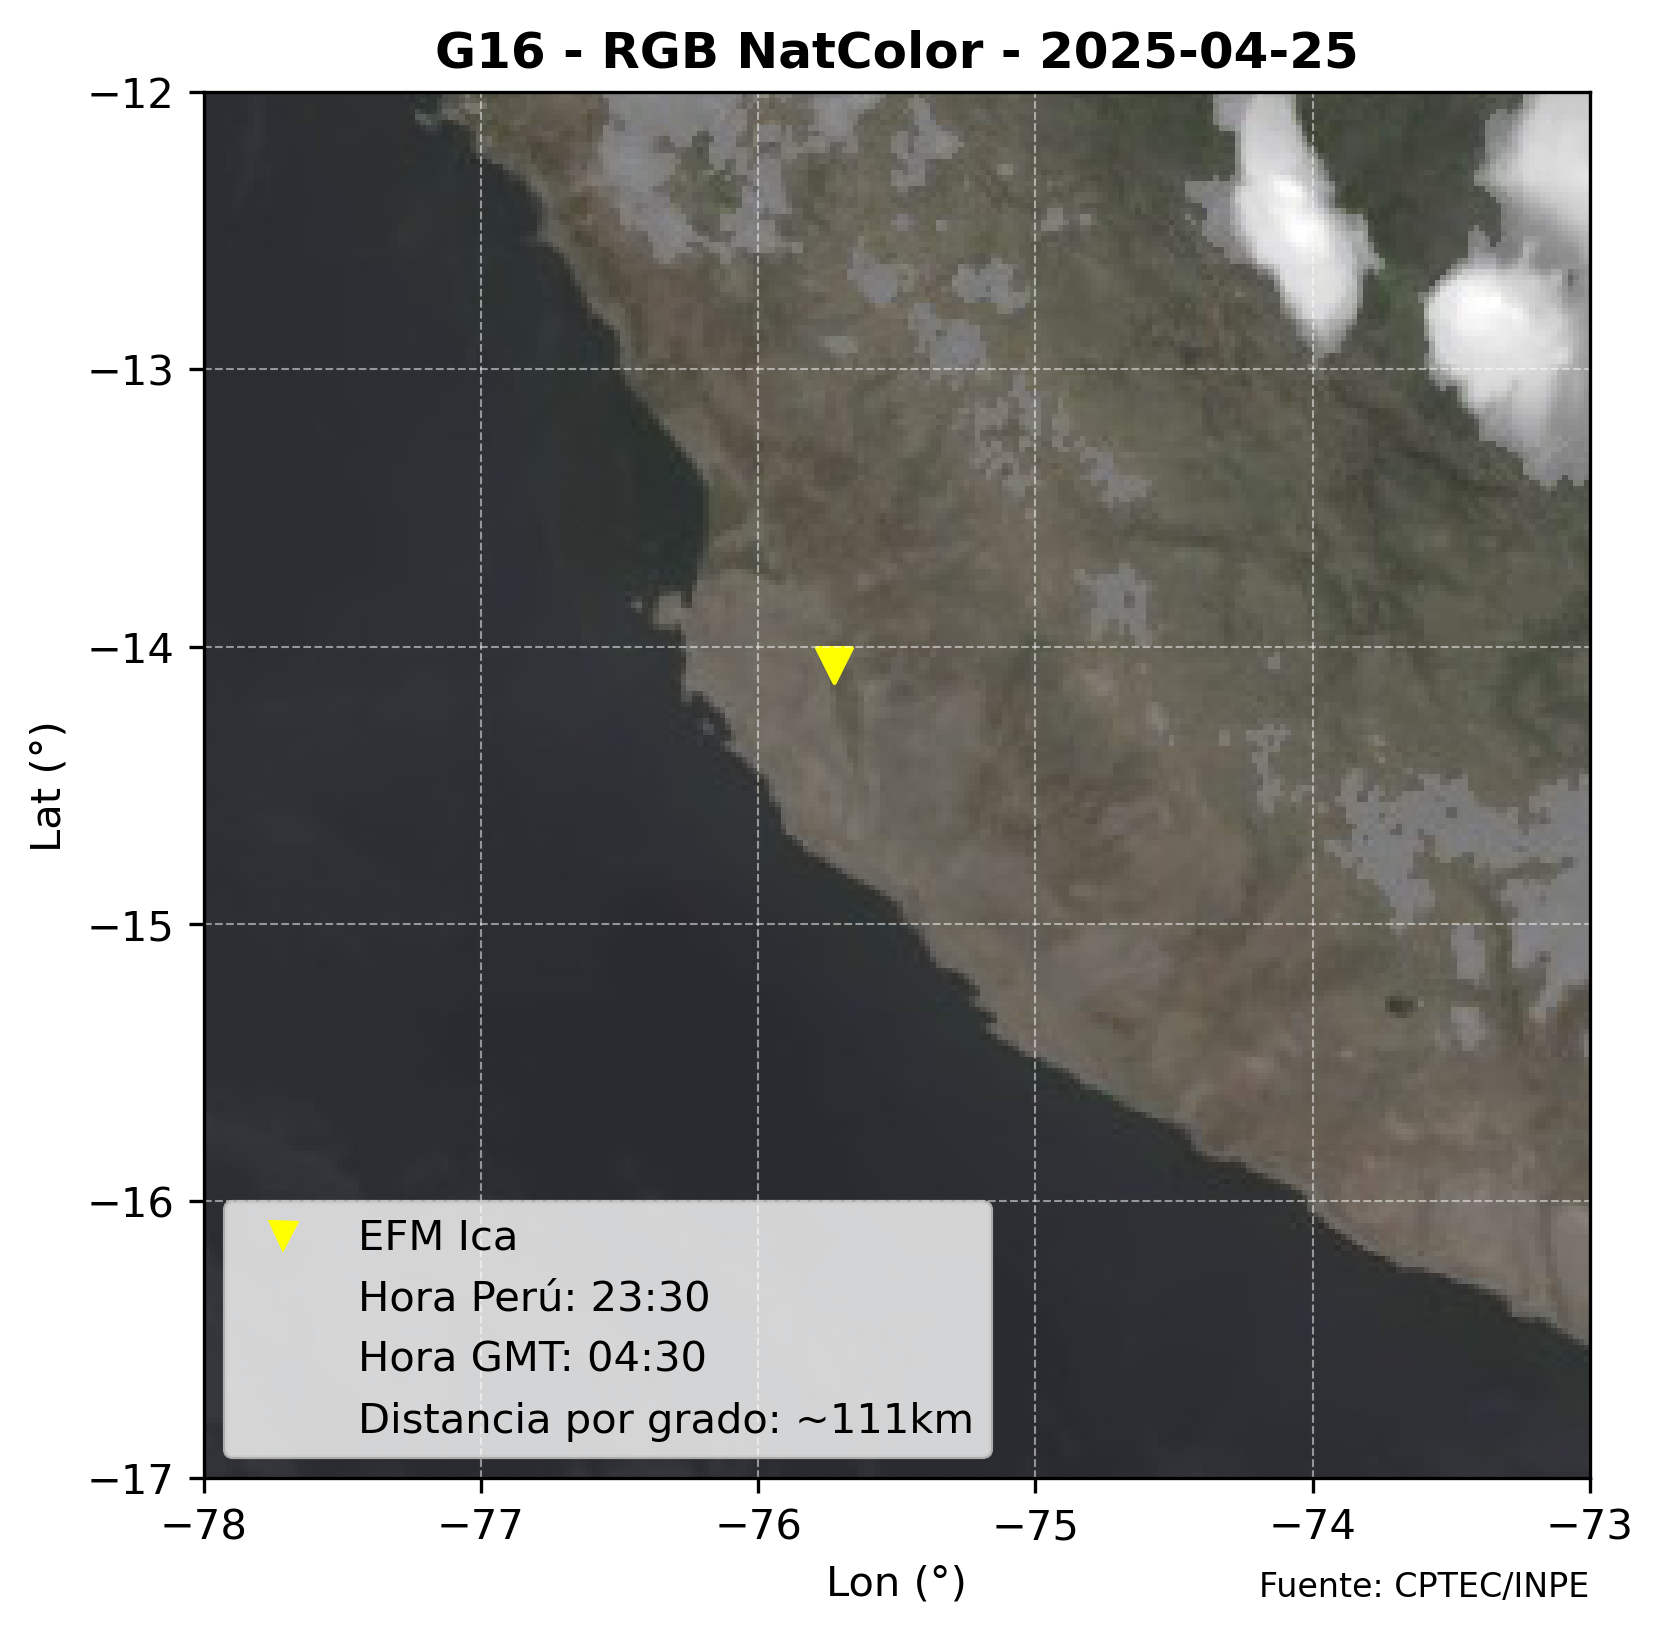 G16 - RGB NatColor - 2025-04-25
−12
−13
−14
−15
−16
−17
Lat (°)
EFM Ica
Hora Perú: 23:30
Hora GMT: 04:30
Distancia por grado: ~111km
−78 −77 −76 −75 −74 −73
Lon (°)
Fuente: CPTEC/INPE